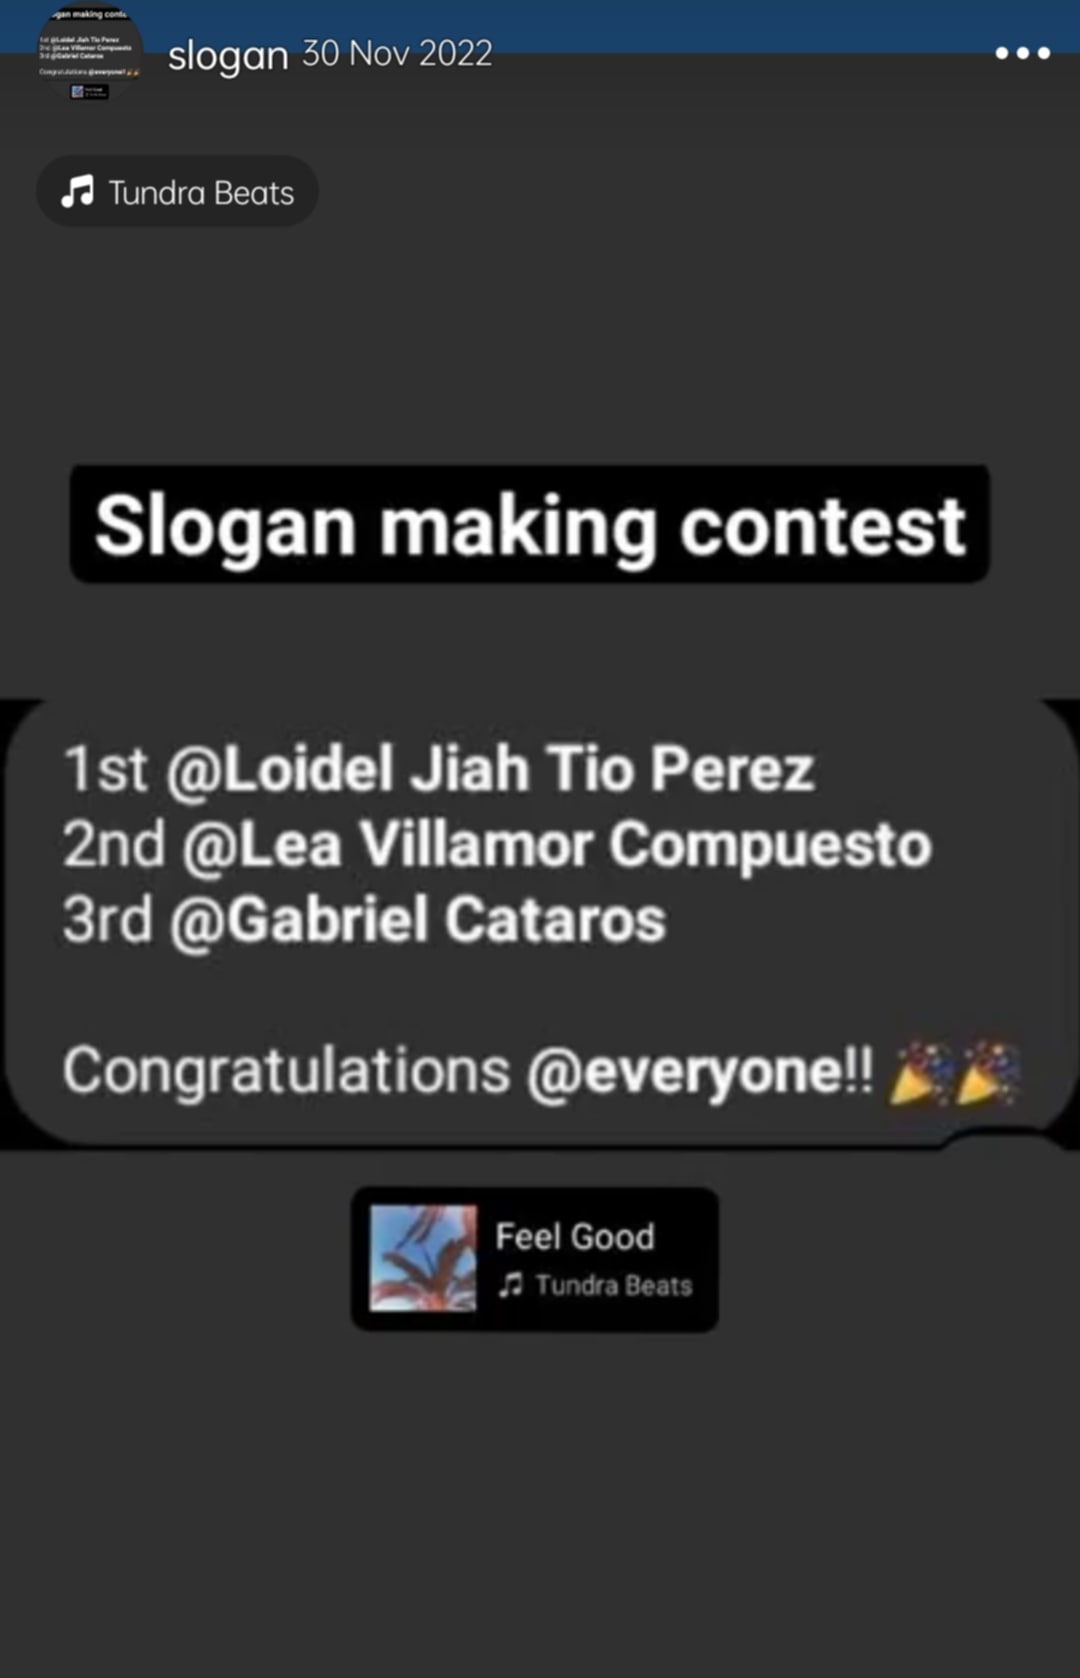 slogan 30 Nov 2022
Tundra Beats
Slogan making contest
1st @Loidel Jiah Tio Perez
2nd @Lea Villamor Compuesto
3rd @Gabriel Cataros
Congratulations @everyone!! 🎉🎉
Feel Good
Tundra Beats